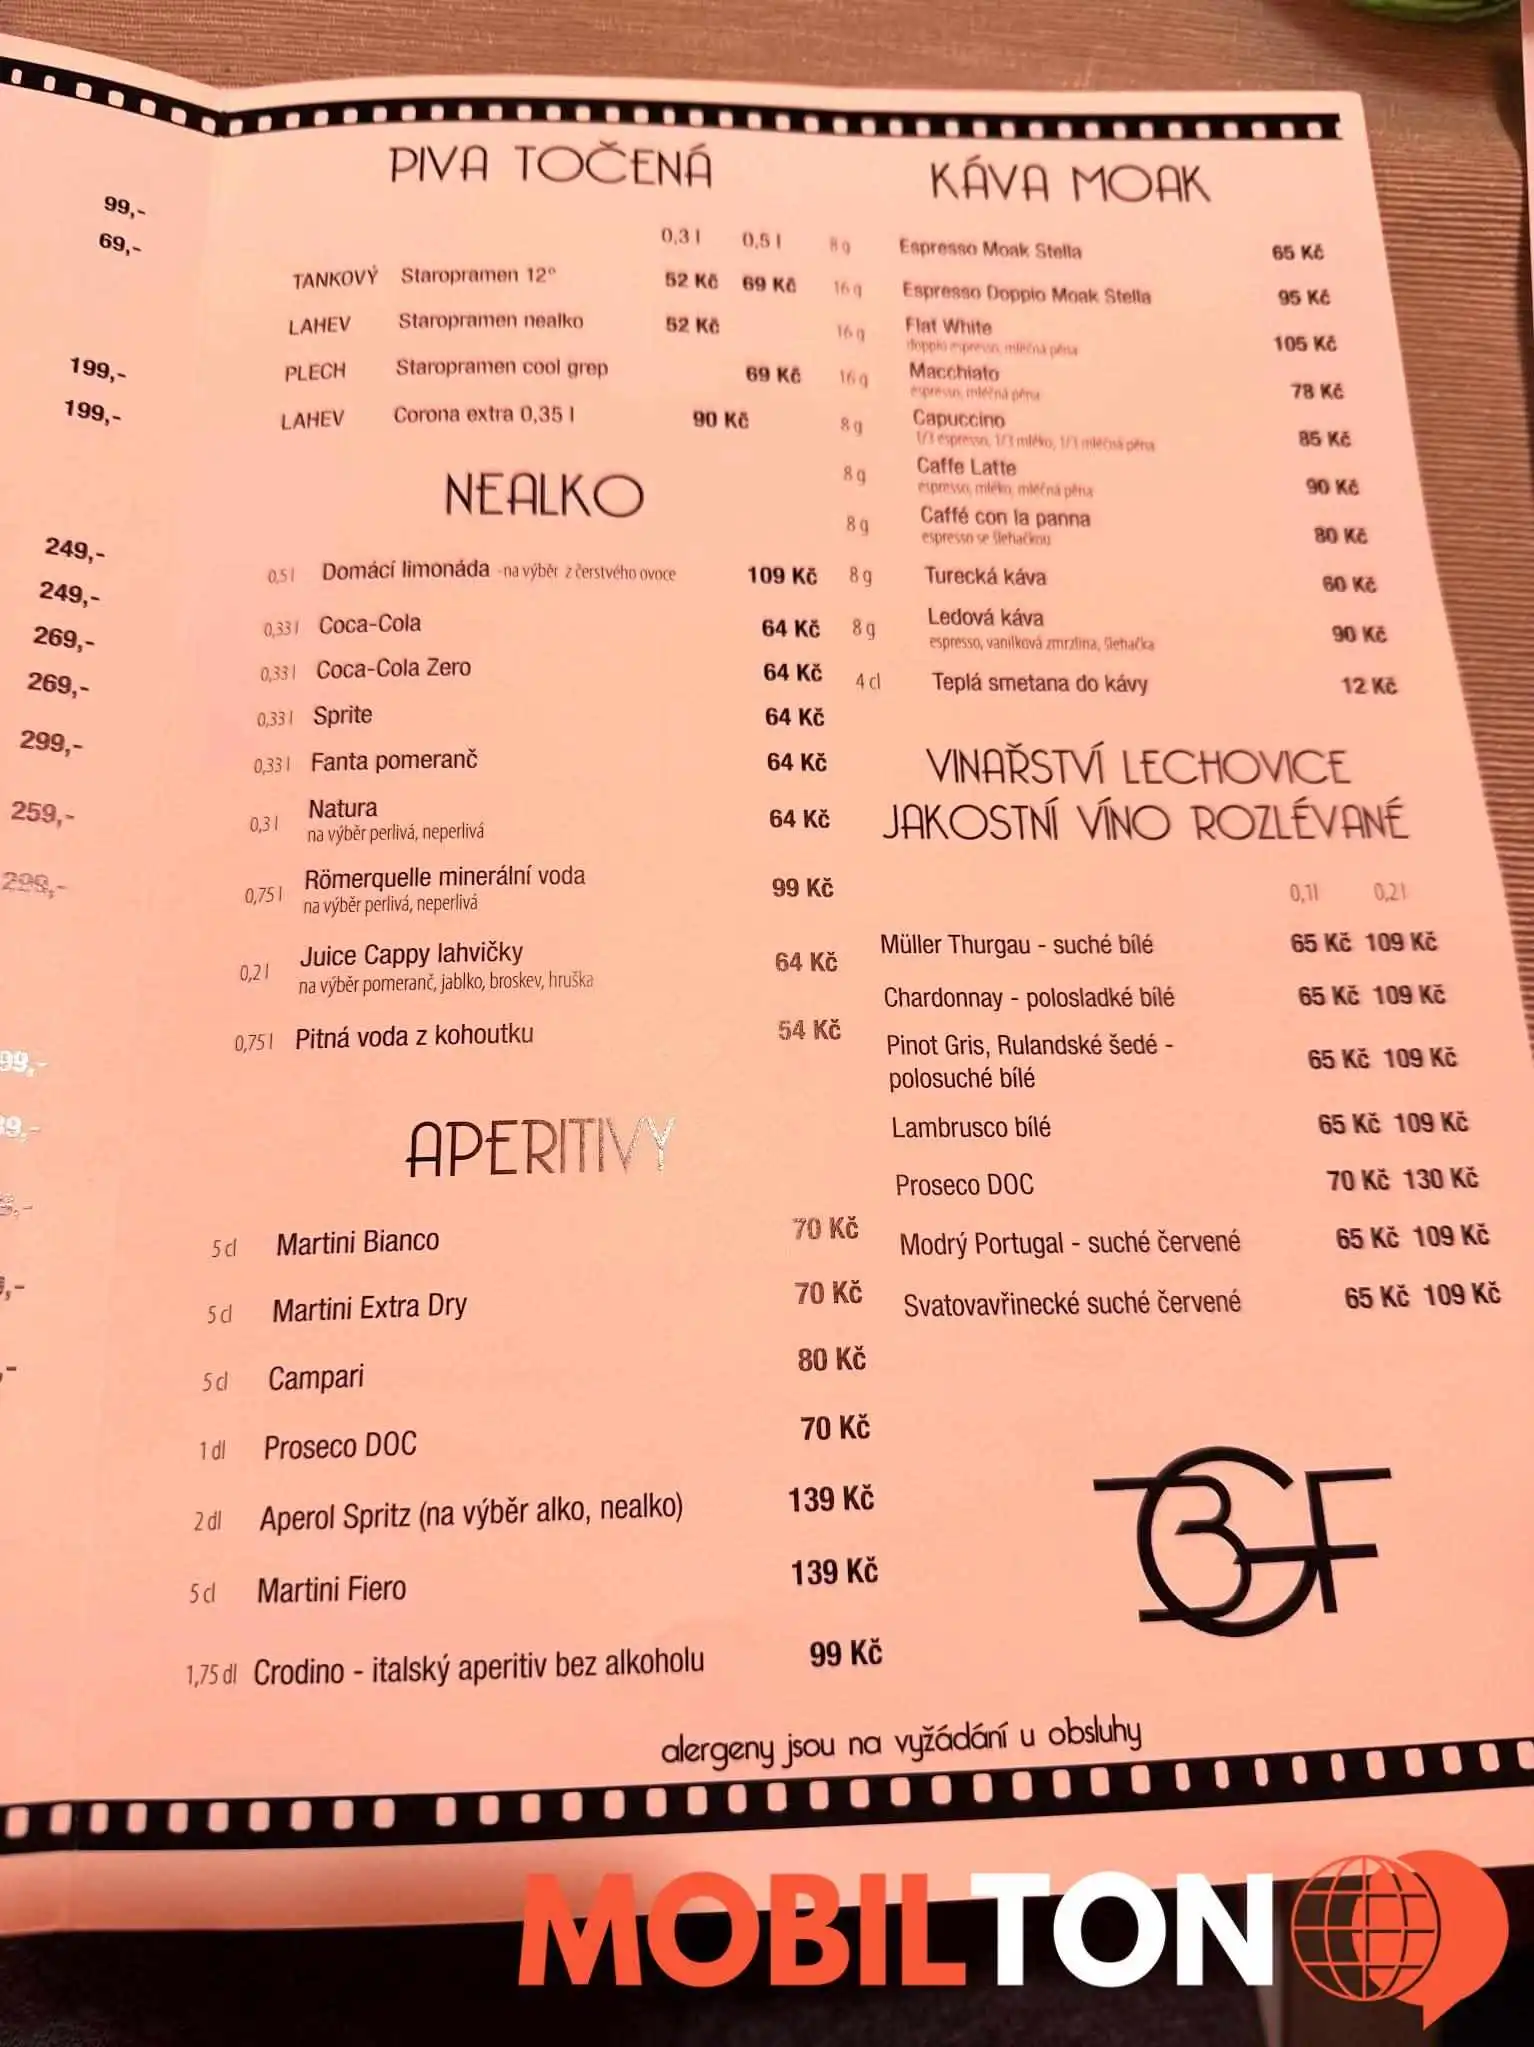 99,-
69,-
199,-
199,-
249,-
249,-
269,-
269,-
299,-
259,-
299,-
PIVA TOČENÁ
0,3 l 0,5 l
TANKOVÝ Staropramen 12° 52 Kč 69 Kč
LAHEV Staropramen nealko 52 Kč
PLECH Staropramen cool grep 69 Kč
LAHEV Corona extra 0,35 l 90 Kč
NEALKO
0,5 l Domácí limonáda -na výběr z čerstvého ovoce 109 Kč
0,33 l Coca-Cola 64 Kč
0,33 l Coca-Cola Zero 64 Kč
0,33 l Sprite 64 Kč
0,33 l Fanta pomeranč 64 Kč
0,3 l Natura 64 Kč
na výběr perlivá, neperlivá
0,75 l Römerquelle minerální voda 99 Kč
na výběr perlivá, neperlivá
0,2 l Juice Cappy lahvičky 64 Kč
na výběr pomeranč, jablko, broskev, hruška
0,75 l Pitná voda z kohoutku 54 Kč
APERITIVY
5 cl Martini Bianco 70 Kč
5 cl Martini Extra Dry 70 Kč
5 cl Campari 80 Kč
1 dl Proseco DOC 70 Kč
2 dl Aperol Spritz (na výběr alko, nealko) 139 Kč
5 cl Martini Fiero 139 Kč
1,75 dl Crodino - italský aperitiv bez alkoholu 99 Kč
KÁVA MOAK
8 g Espresso Moak Stella 65 Kč
16 g Espresso Doppio Moak Stella 95 Kč
16 g Flat White 105 Kč
doppio espresso, mléčná pěna
16 g Macchiato 78 Kč
espresso, mléčná pěna
8 g Capuccino 85 Kč
1/3 espresso, 1/3 mléko, 1/3 mléčná pěna
8 g Caffe Latte 90 Kč
espresso, mléko, mléčná pěna
8 g Caffé con la panna 80 Kč
espresso se šlehačkou
8 g Turecká káva 60 Kč
8 g Ledová káva 90 Kč
espresso, vanilková zmrzlina, šlehačka
4 cl Teplá smetana do kávy 12 Kč
VINAŘSTVÍ LECHOVICE
JAKOSTNÍ VÍNO ROZLÉVANÉ
0,1l 0,2 l
Müller Thurgau - suché bílé 65 Kč 109 Kč
Chardonnay - polosladké bílé 65 Kč 109 Kč
Pinot Gris, Rulandské šedé - 65 Kč 109 Kč
polosuché bílé
Lambrusco bílé 65 Kč 109 Kč
Proseco DOC 70 Kč 130 Kč
Modrý Portugal - suché červené 65 Kč 109 Kč
Svatovavřinecké suché červené 65 Kč 109 Kč
BGF
alergeny jsou na vyžádání u obsluhy
MOBILTON